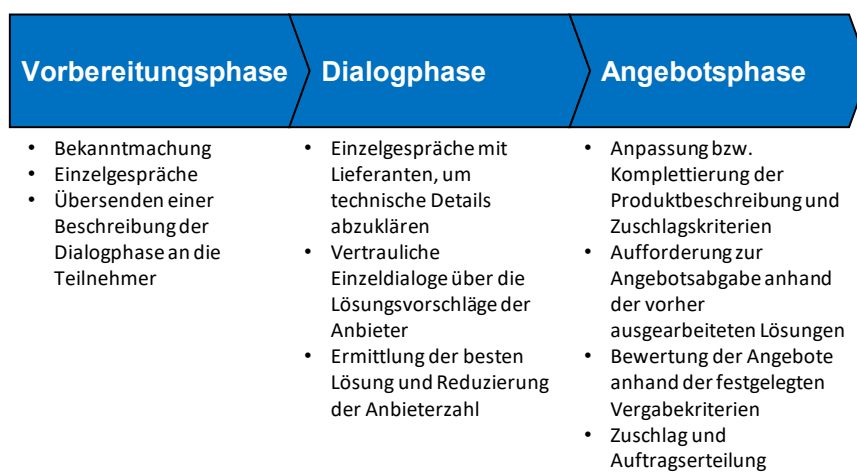 Vorbereitungsphase
Dialogphase
Angebotsphase
• Bekanntmachung
• Einzelgespräche
• Übersenden einer
Beschreibung der
Dialogphase an die
Teilnehmer
• Einzelgespräche mit
Lieferanten, um
technische Details
abzuklären
• Vertrauliche
Einzeldialoge über die
Lösungsvorschläge der
Anbieter
• Ermittlung der besten
Lösung und Reduzierung
der Anbieterzahl
• Anpassung bzw.
Komplettierung der
Produktbeschreibung und
Zuschlagskriterien
• Aufforderung zur
Angebotsabgabe anhand
der vorher
ausgearbeiteten Lösungen
• Bewertung der Angebote
anhand der festgelegten
Vergabekriterien
• Zuschlag und
Auftragserteilung